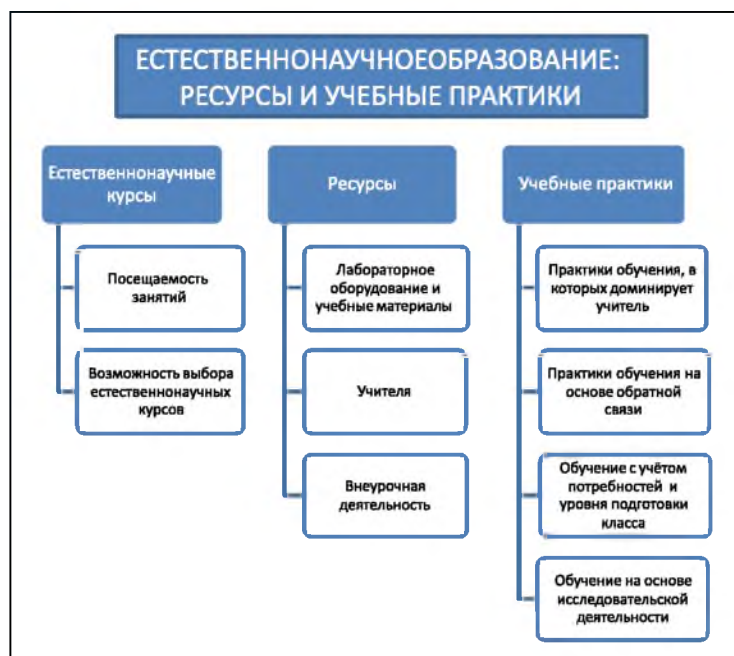 ЕСТЕСТВЕННОНАУЧНОЕОБРАЗОВАНИЕ:
РЕСУРСЫ И УЧЕБНЫЕ ПРАКТИКИ
Естественнонаучные
курсы
Посещаемость
занятий
Возможность выбора
естественнонаучных
курсов
Ресурсы
Лабораторное
оборудование и
учебные материалы
Учителя
Внеурочная
деятельность
Учебные практики
Практики обучения, в
которых доминирует
учитель
Практики обучения на
основе обратной
связи
Обучение с учётом
потребностей и
уровня подготовки
класса
Обучение на основе
исследовательской
деятельности